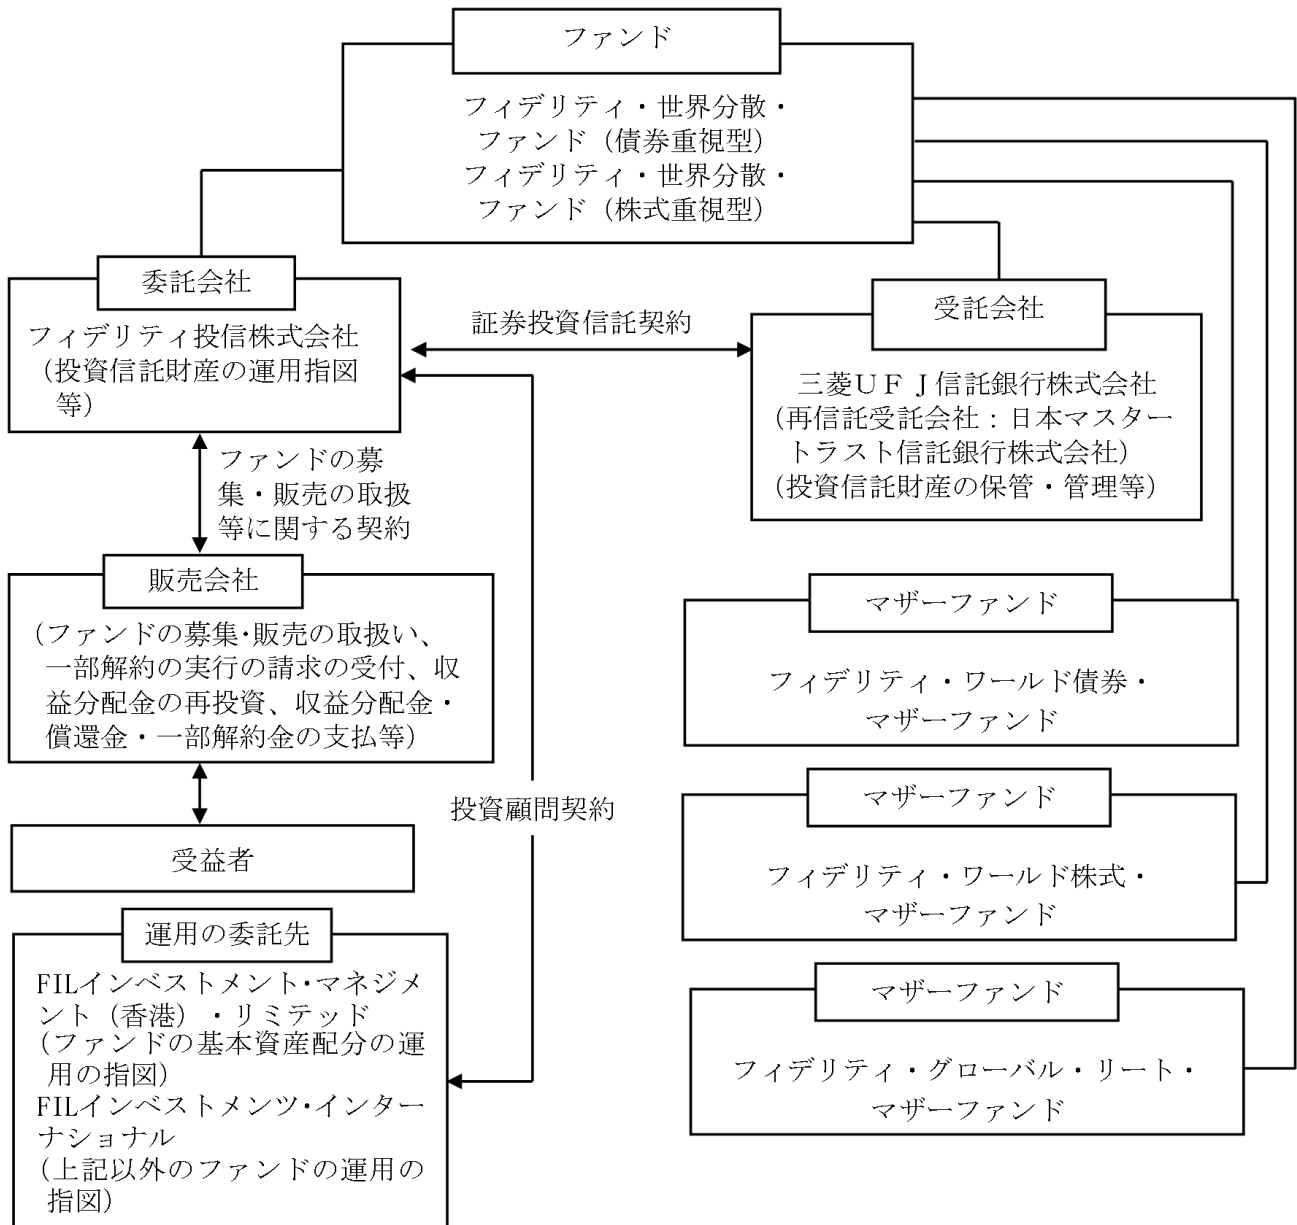 ファンド
フィデリティ・世界分散・
ファンド（債券重視型）
フィデリティ・世界分散・
ファンド（株式重視型）
委託会社
フィデリティ投信株式会社
（投資信託財産の運用指図
等）
証券投資信託契約
受託会社
三菱ＵＦＪ信託銀行株式会社
（再信託受託会社：日本マスター
トラスト信託銀行株式会社）
（投資信託財産の保管・管理等）
ファンドの募
集・販売の取扱
等に関する契約
販売会社
（ファンドの募集・販売の取扱い、
一部解約の実行の請求の受付、収
益分配金の再投資、収益分配金・
償還金・一部解約金の支払等）
投資顧問契約
受益者
運用の委託先
FILインベストメント・マネジメ
ント（香港）・リミテッド
（ファンドの基本資産配分の運
用の指図）
FILインベストメンツ・インター
ナショナル
（上記以外のファンドの運用の
指図）
マザーファンド
フィデリティ・ワールド債券・
マザーファンド
マザーファンド
フィデリティ・ワールド株式・
マザーファンド
マザーファンド
フィデリティ・グローバル・リート・
マザーファンド